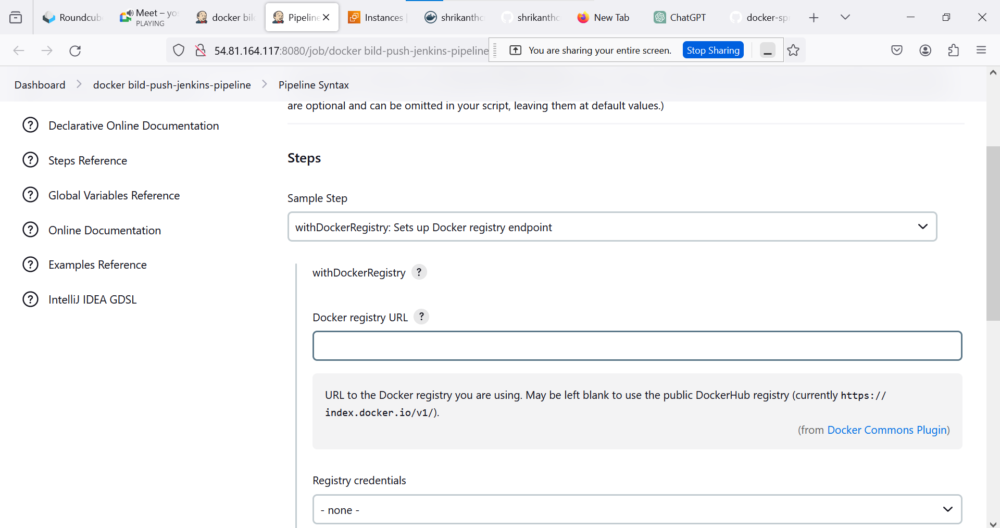 Roundcub
Meet – yos
PLAYING
docker bild
Pipeline
Instances
shrikanthc
shrikanthc
New Tab
ChatGPT
docker-spr
54.81.164.117:8080/job/docker bild-push-jenkins-pipeline
You are sharing your entire screen.
Stop Sharing
Dashboard
docker bild-push-jenkins-pipeline
Pipeline Syntax
are optional and can be omitted in your script, leaving them at default values.)
Declarative Online Documentation
Steps Reference
Global Variables Reference
Online Documentation
Examples Reference
IntelliJ IDEA GDSL
Steps
Sample Step
withDockerRegistry: Sets up Docker registry endpoint
withDockerRegistry ?
Docker registry URL ?
URL to the Docker registry you are using. May be left blank to use the public DockerHub registry (currently https://
index.docker.io/v1/).
(from Docker Commons Plugin)
Registry credentials
- none -